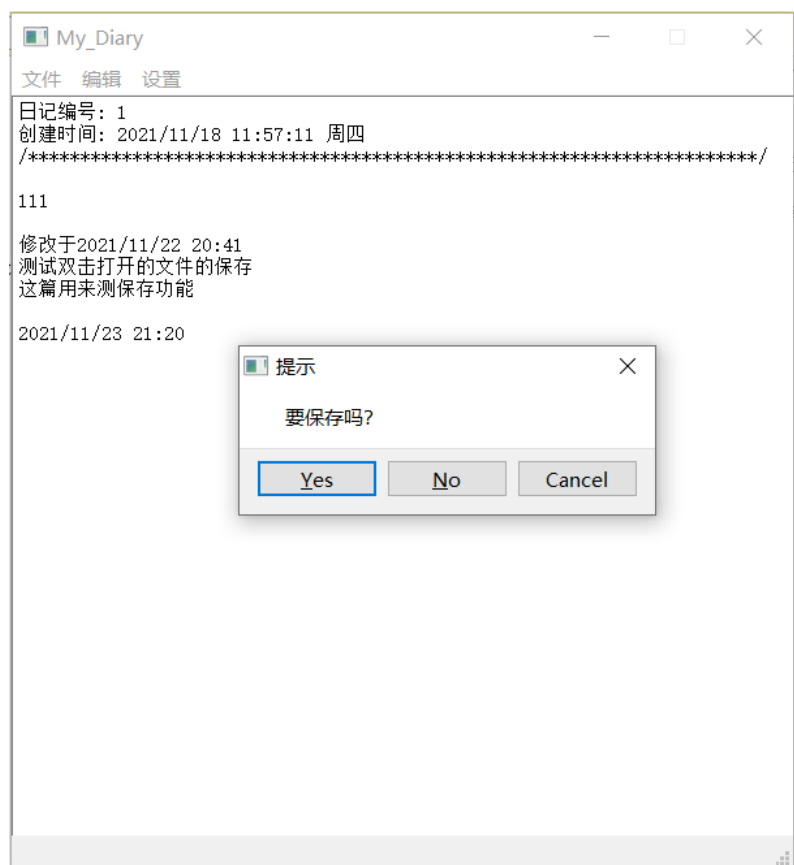 My_Diary
文件 编辑 设置
日记编号: 1
创建时间: 2021/11/18 11:57:11 周四
/**********************************************************************/
111
修改于2021/11/22 20:41
测试双击打开的文件的保存
这篇用来测保存功能
2021/11/23 21:20
提示
要保存吗?
Yes No Cancel